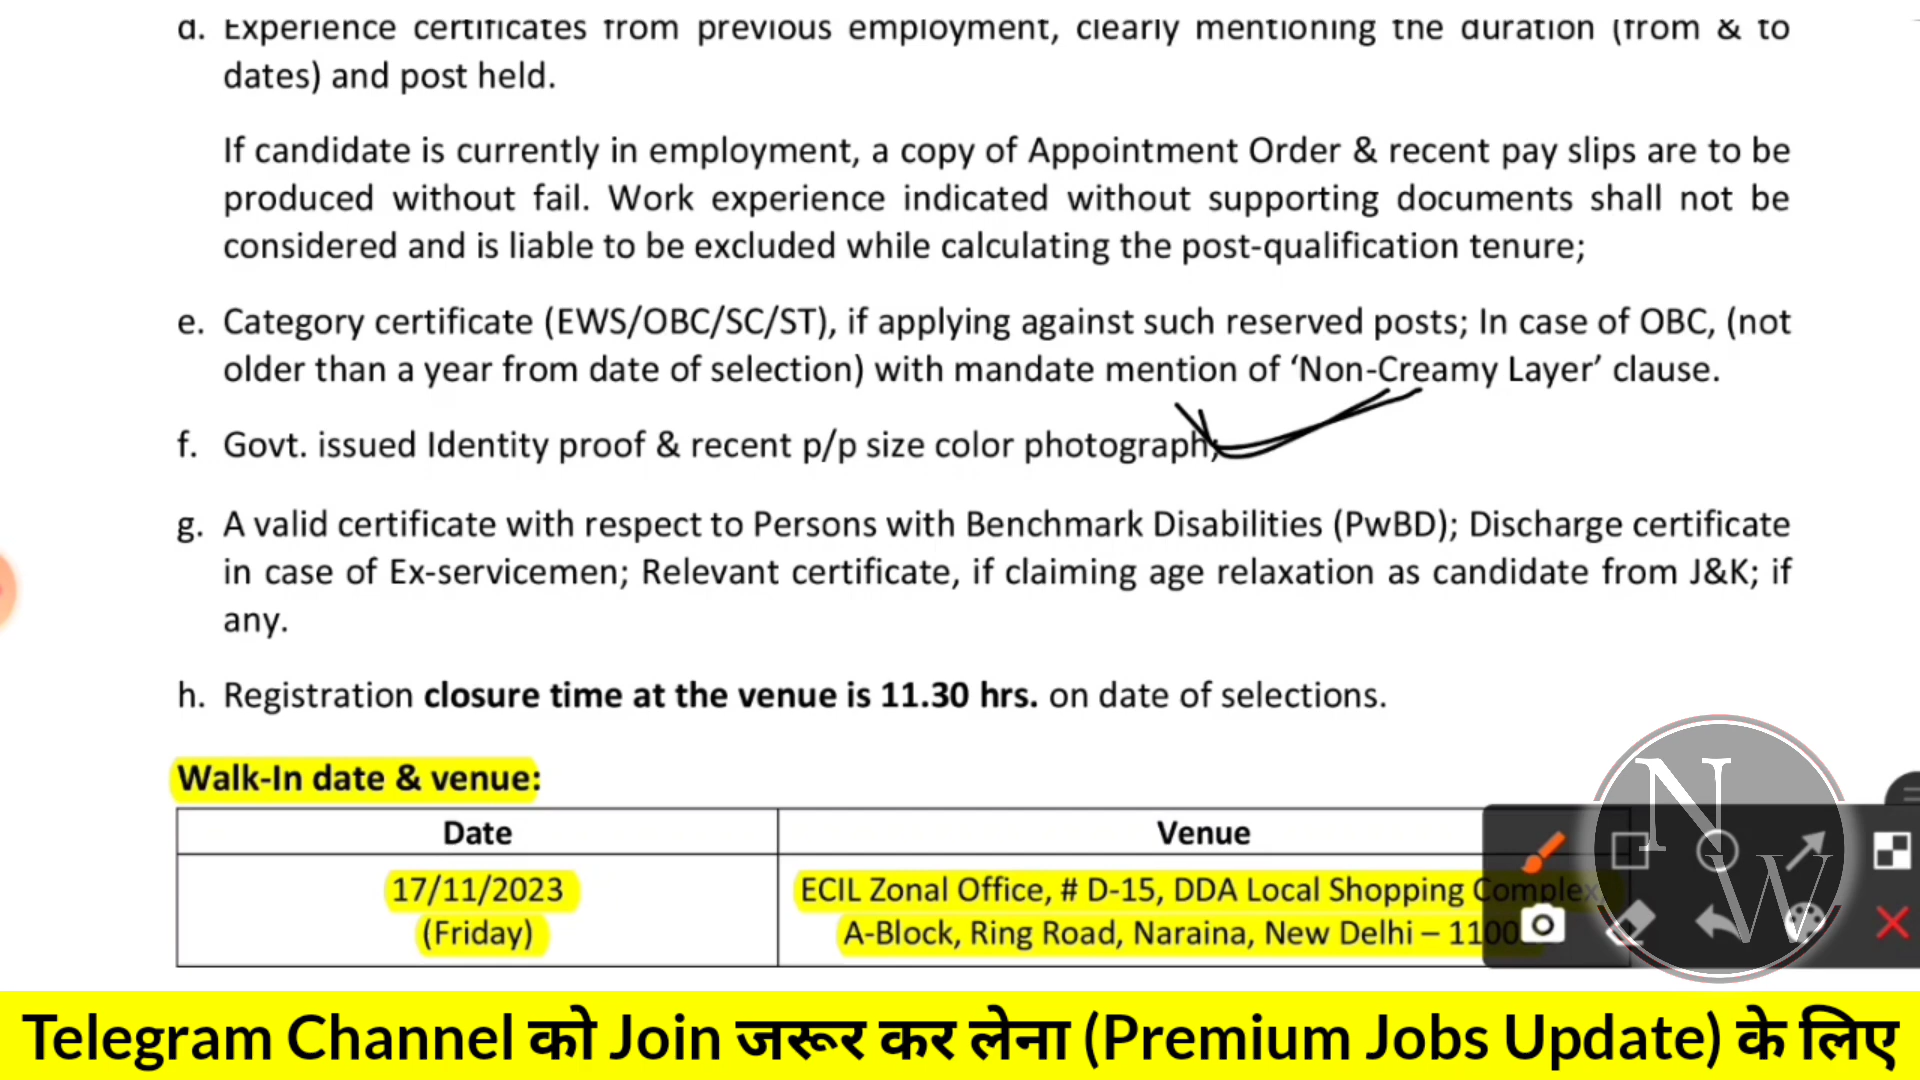 d. Experience certificates from previous employment, clearly mentioning the duration (from & to
dates) and post held.
If candidate is currently in employment, a copy of Appointment Order & recent pay slips are to be
produced without fail. Work experience indicated without supporting documents shall not be
considered and is liable to be excluded while calculating the post-qualification tenure;
e. Category certificate (EWS/OBC/SC/ST), if applying against such reserved posts; In case of OBC, (not
older than a year from date of selection) with mandate mention of ‘Non-Creamy Layer’ clause.
f. Govt. issued Identity proof & recent p/p size color photograph;
g. A valid certificate with respect to Persons with Benchmark Disabilities (PwBD); Discharge certificate
in case of Ex-servicemen; Relevant certificate, if claiming age relaxation as candidate from J&K; if
any.
h. Registration closure time at the venue is 11.30 hrs. on date of selections.
Walk-In date & venue:
Date Venue
17/11/2023 ECIL Zonal Office, # D-15, DDA Local Shopping Complex,
(Friday) A-Block, Ring Road, Naraina, New Delhi –
NW
Telegram Channel को Join जरूर कर लेना (Premium Jobs Update) के लिए